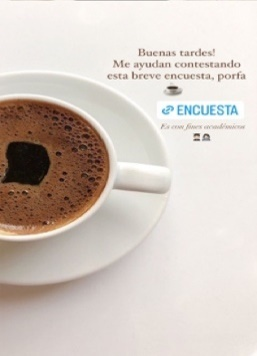 Buenas tardes!
Me ayudan contestando
esta breve encuesta, porfa
ENCUESTA
Es con fines académicos